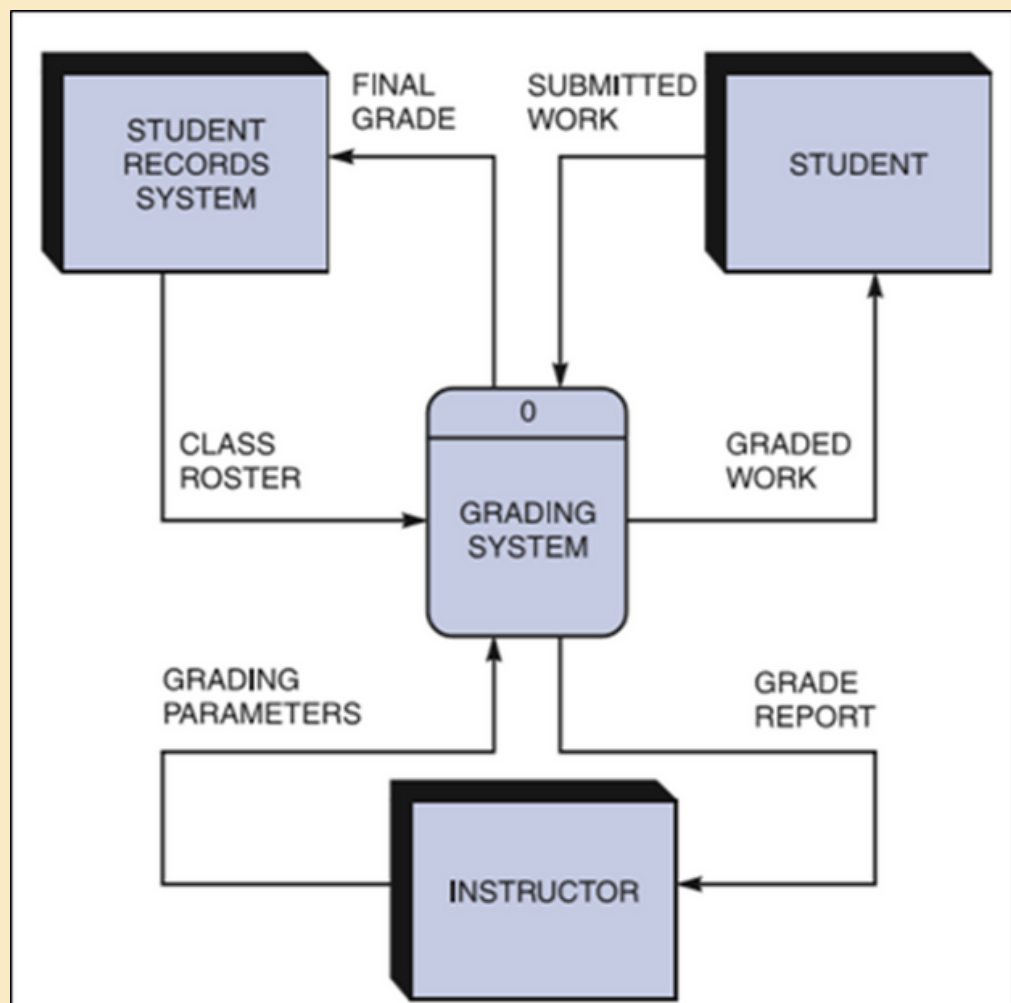 STUDENT
RECORDS
SYSTEM
FINAL
GRADE
SUBMITTED
WORK
STUDENT
CLASS
ROSTER
0
GRADING
SYSTEM
GRADED
WORK
GRADING
PARAMETERS
GRADE
REPORT
INSTRUCTOR